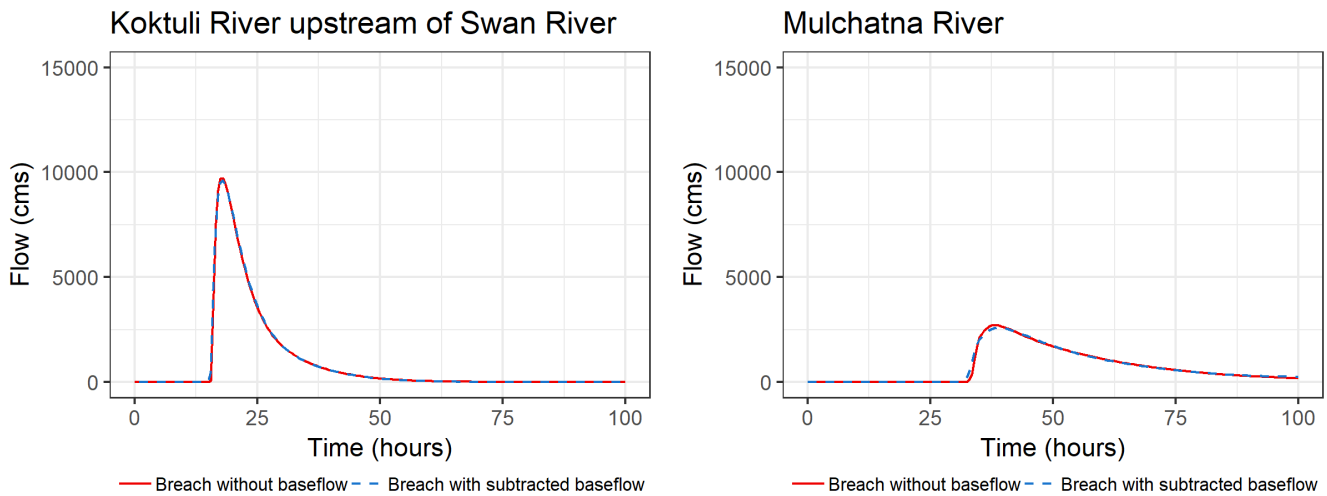 Koktuli River upstream of Swan River
15000
10000
5000
0
Flow (cms)
0 25 50 75 100
Time (hours)
Breach without baseflow Breach with subtracted baseflow
Mulchatna River
15000
10000
5000
0
Flow (cms)
0 25 50 75 100
Time (hours)
Breach without baseflow Breach with subtracted baseflow